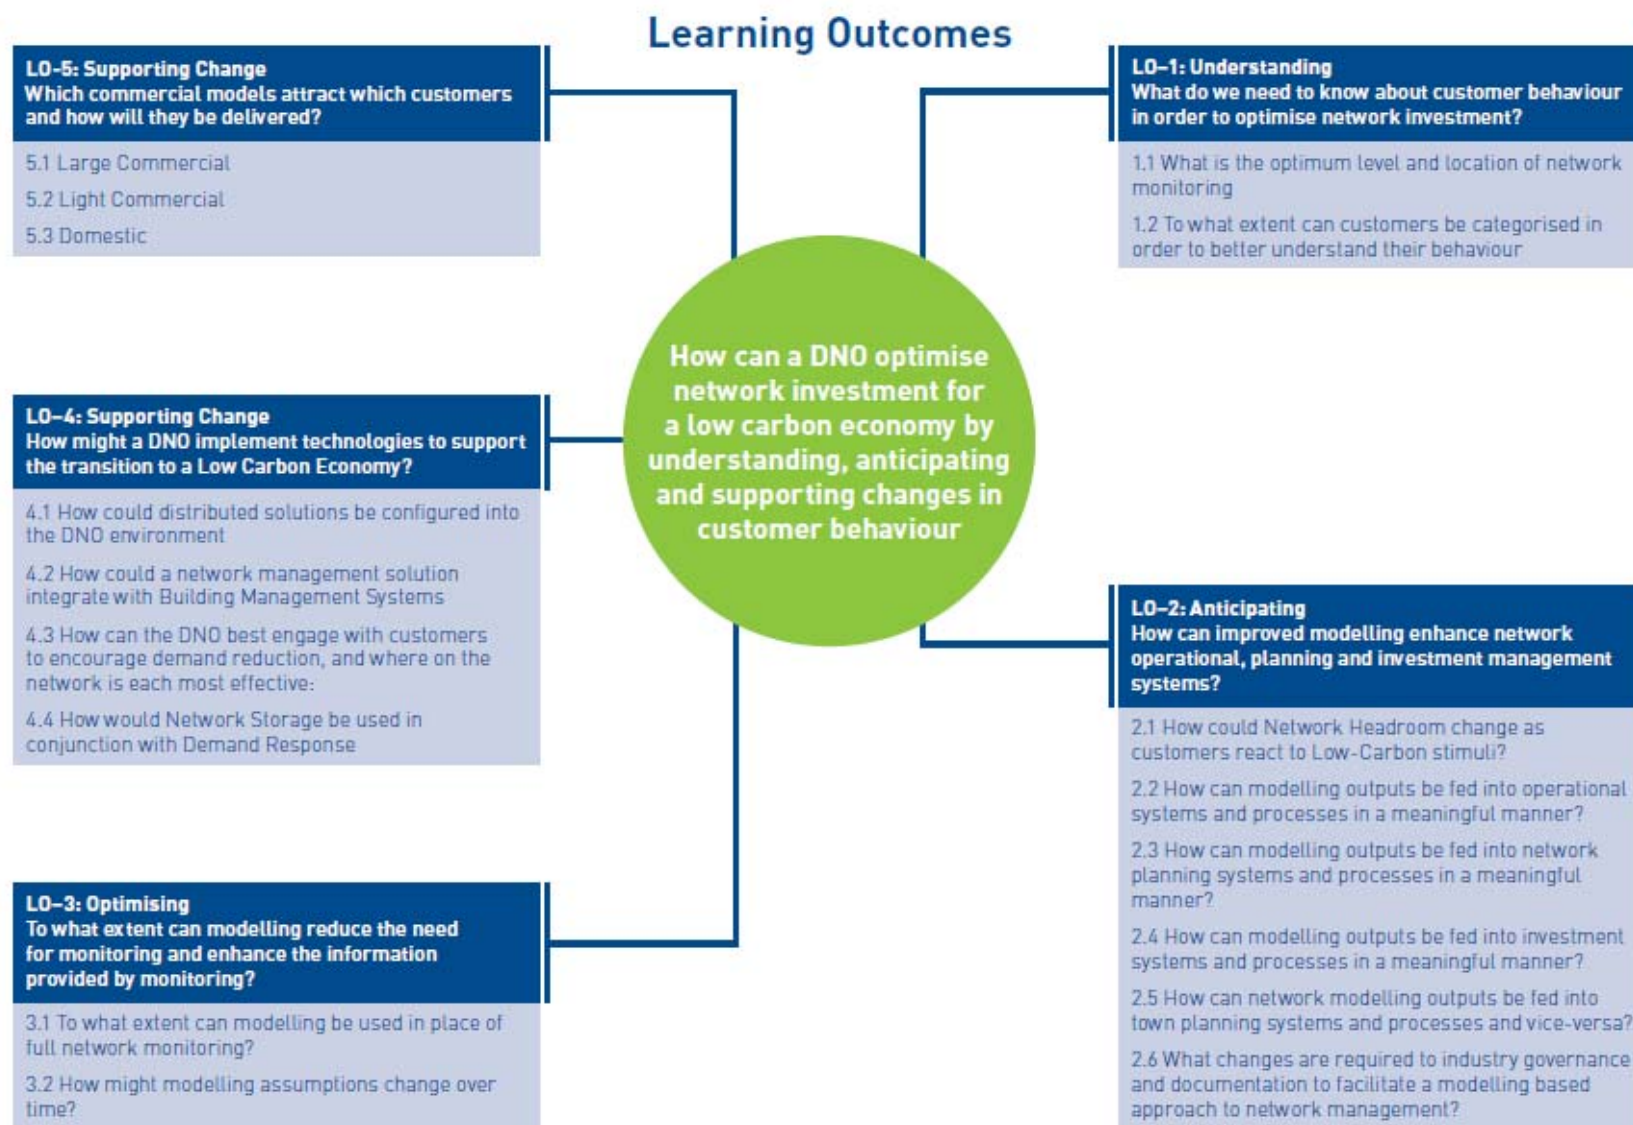 Learning Outcomes
LO-5: Supporting Change
Which commercial models attract which customers
and how will they be delivered?
5.1 Large Commercial
5.2 Light Commercial
5.3 Domestic
LO–1: Understanding
What do we need to know about customer behaviour
in order to optimise network investment?
1.1 What is the optimum level and location of network
monitoring
1.2 To what extent can customers be categorised in
order to better understand their behaviour
How can a DNO optimise
network investment for
a low carbon economy by
understanding, anticipating
and supporting changes in
customer behaviour
LO–4: Supporting Change
How might a DNO implement technologies to support
the transition to a Low Carbon Economy?
4.1 How could distributed solutions be configured into
the DNO environment
4.2 How could a network management solution
integrate with Building Management Systems
4.3 How can the DNO best engage with customers
to encourage demand reduction, and where on the
network is each most effective:
4.4 How would Network Storage be used in
conjunction with Demand Response
LO–2: Anticipating
How can improved modelling enhance network
operational, planning and investment management
systems?
2.1 How could Network Headroom change as
customers react to Low-Carbon stimuli?
2.2 How can modelling outputs be fed into operational
systems and processes in a meaningful manner?
2.3 How can modelling outputs be fed into network
planning systems and processes in a meaningful
manner?
2.4 How can modelling outputs be fed into investment
systems and processes in a meaningful manner?
2.5 How can network modelling outputs be fed into
town planning systems and processes and vice-versa?
2.6 What changes are required to industry governance
and documentation to facilitate a modelling based
approach to network management?
LO–3: Optimising
To what extent can modelling reduce the need
for monitoring and enhance the information
provided by monitoring?
3.1 To what extent can modelling be used in place of
full network monitoring?
3.2 How might modelling assumptions change over
time?